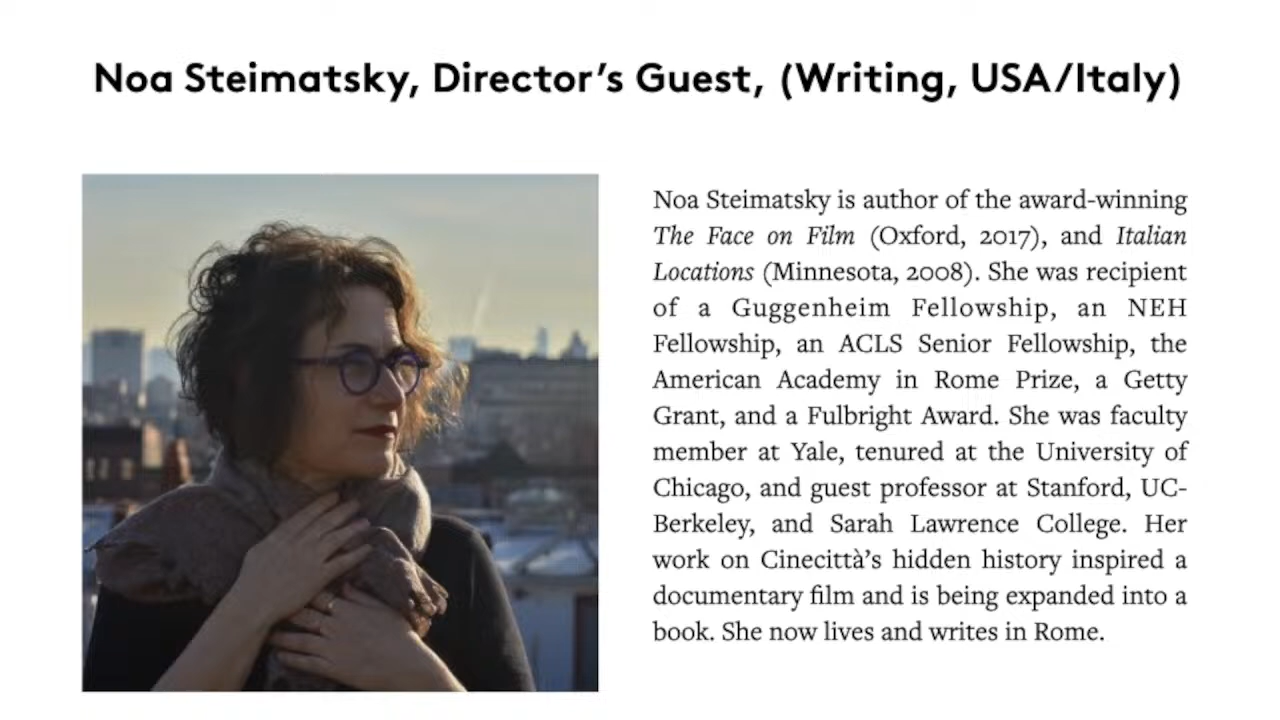 Noa Steimatsky, Director’s Guest, (Writing, USA/Italy)
Noa Steimatsky is author of the award-winning
The Face on Film (Oxford, 2017), and Italian
Locations (Minnesota, 2008). She was recipient
of a Guggenheim Fellowship, an NEH
Fellowship, an ACLS Senior Fellowship, the
American Academy in Rome Prize, a Getty
Grant, and a Fulbright Award. She was faculty
member at Yale, tenured at the University of
Chicago, and guest professor at Stanford, UC-
Berkeley, and Sarah Lawrence College. Her
work on Cinecittà’s hidden history inspired a
documentary film and is being expanded into a
book. She now lives and writes in Rome.